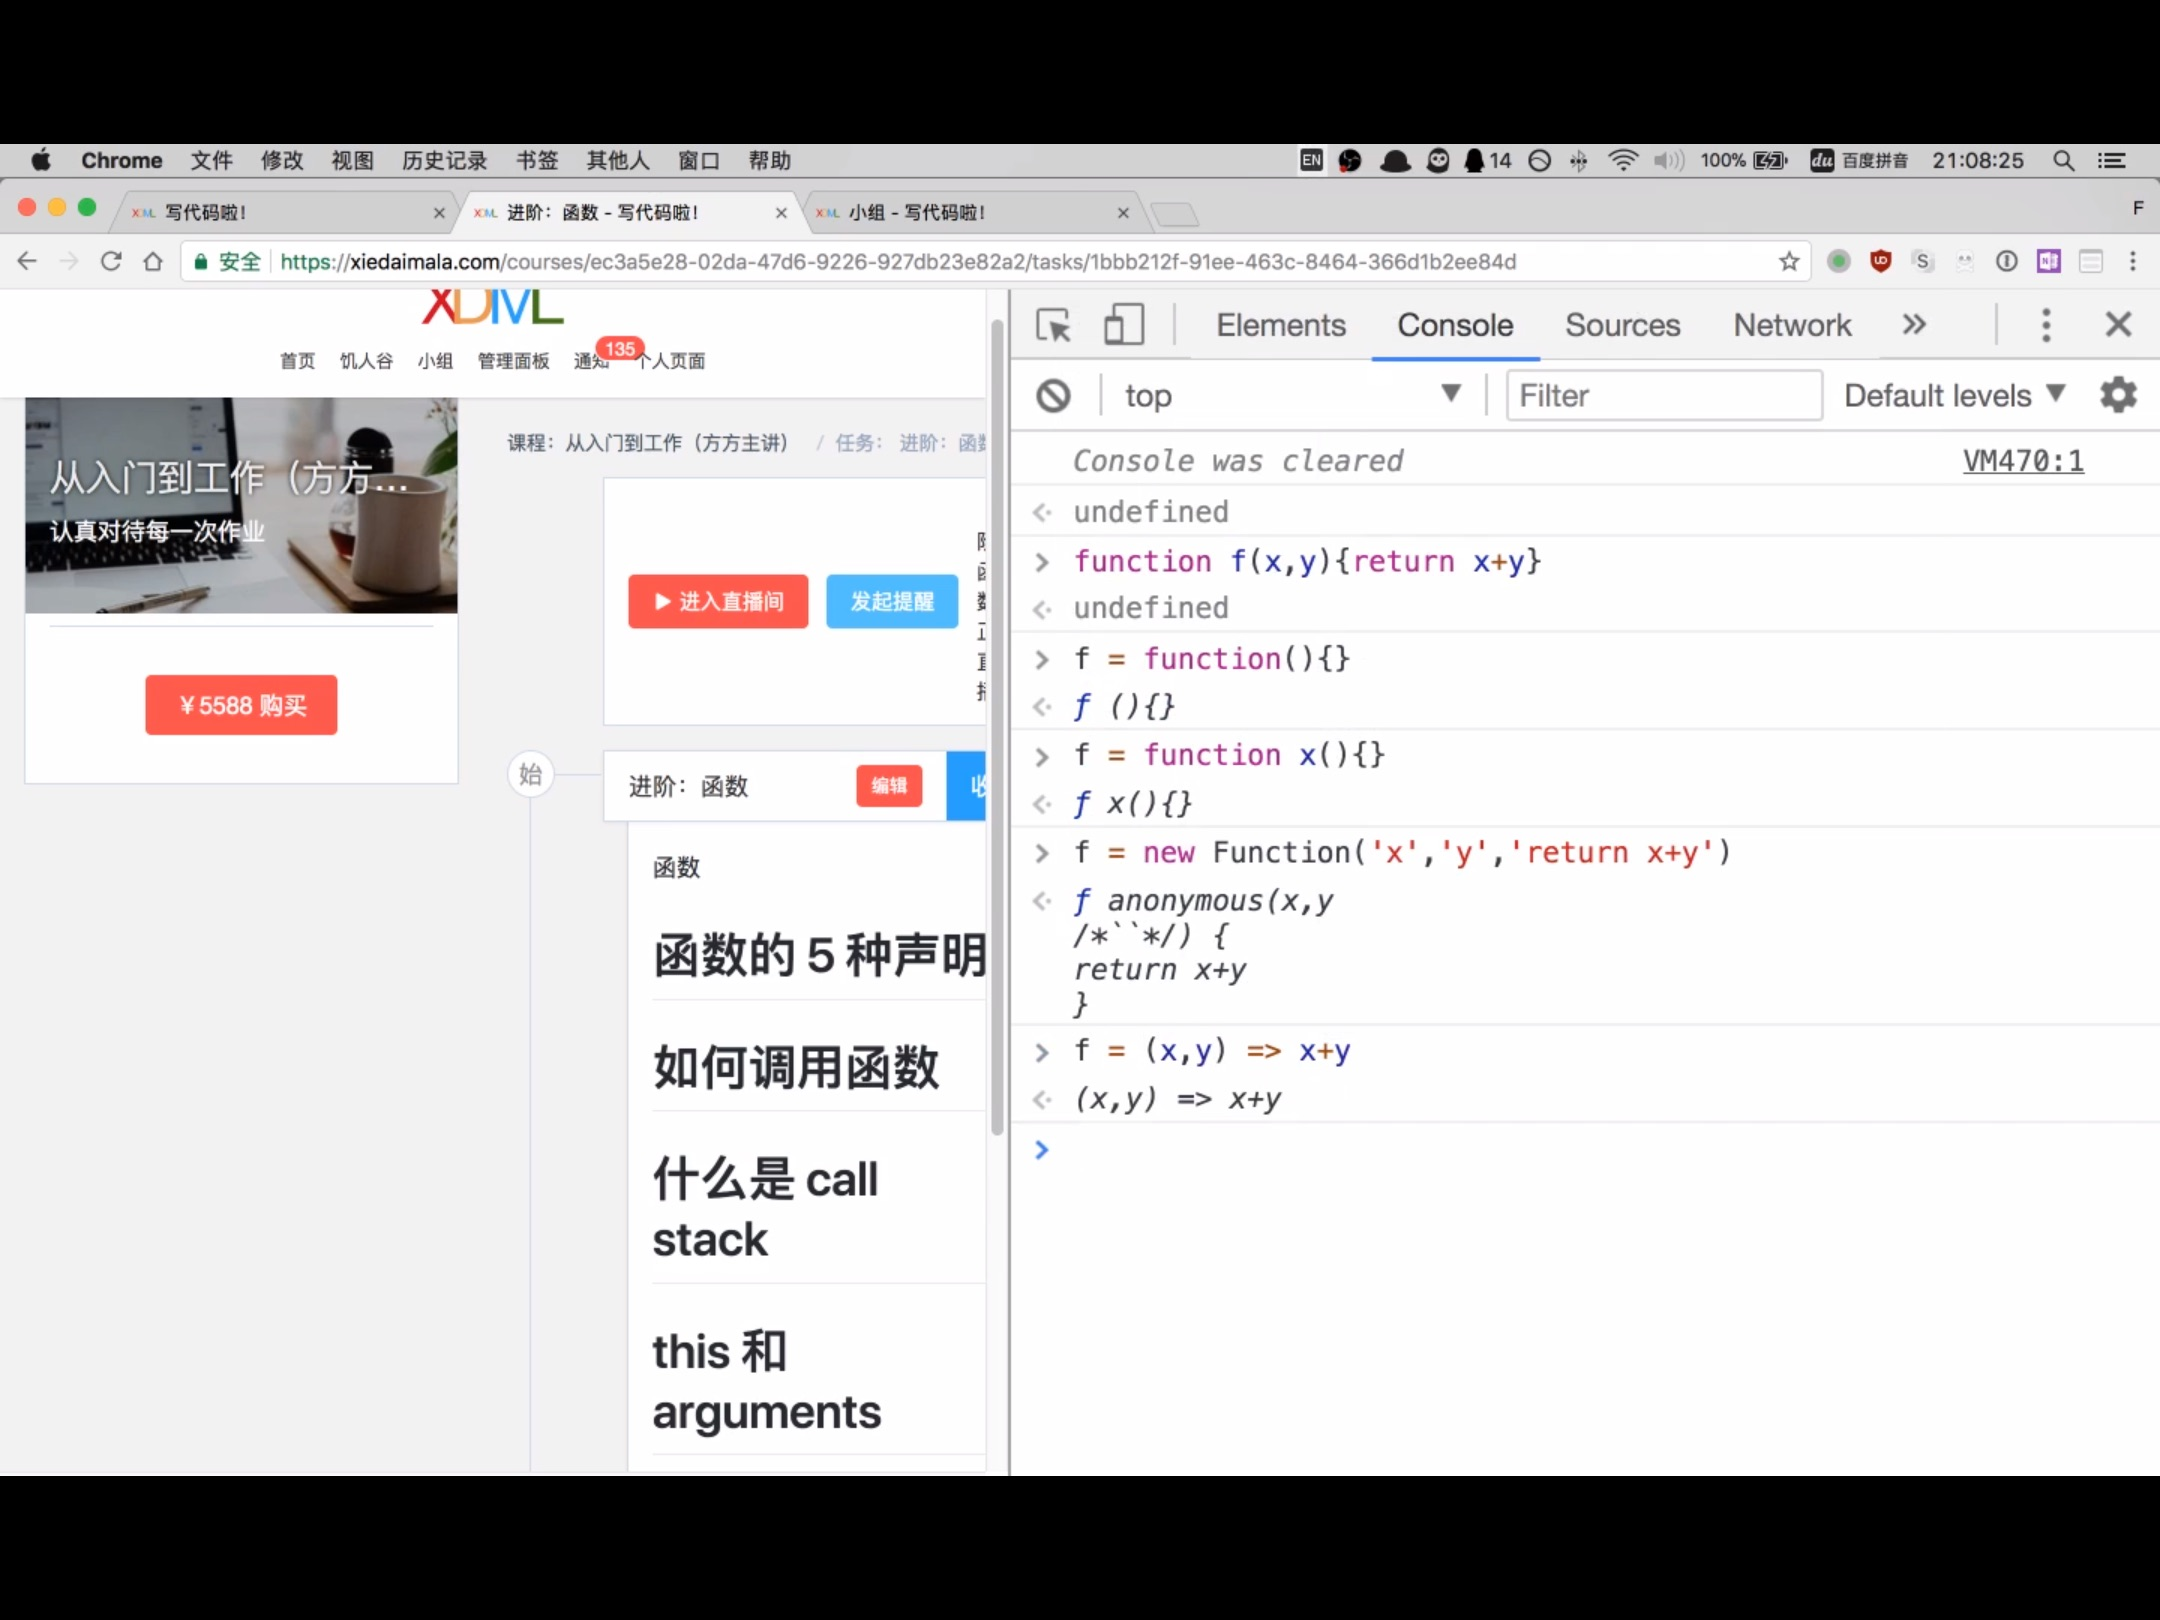 Chrome 文件 修改 视图 历史记录 书签 其他人 窗口 帮助 EN 14 100% du 百度拼音 21:08:25
XDML 写代码啦！ XDML 进阶：函数 - 写代码啦！ XDML 小组 - 写代码啦！ F
安全 https://xiedaimala.com/courses/ec3a5e28-02da-47d6-9226-927db23e82a2/tasks/1bbb212f-91ee-463c-8464-366d1b2ee84d
XDML
首页 饥人谷 小组 管理面板 通知 135 个人页面
从入门到工作（方方...
认真对待每一次作业
¥ 5588 购买
课程：从入门到工作（方方主讲） / 任务： 进阶：函数
进入直播间 发起提醒
始
进阶：函数 编辑 收
函数
函数的 5 种声明
如何调用函数
什么是 call
stack
this 和
arguments
Elements Console Sources Network »
top Filter Default levels
Console was cleared VM470:1
undefined
> function f(x,y){return x+y}
undefined
> f = function(){}
ƒ (){}
> f = function x(){}
ƒ x(){}
> f = new Function('x','y','return x+y')
ƒ anonymous(x,y
/*``*/) {
return x+y
}
> f = (x,y) => x+y
(x,y) => x+y
>